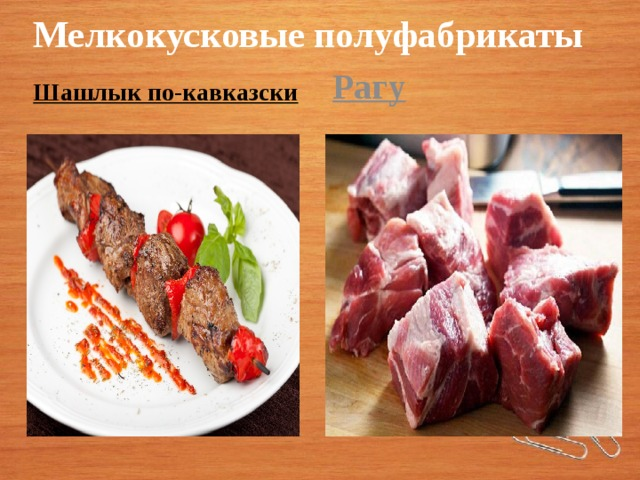 Мелкокусковые полуфабрикаты
Шашлык по-кавказски
Рагу